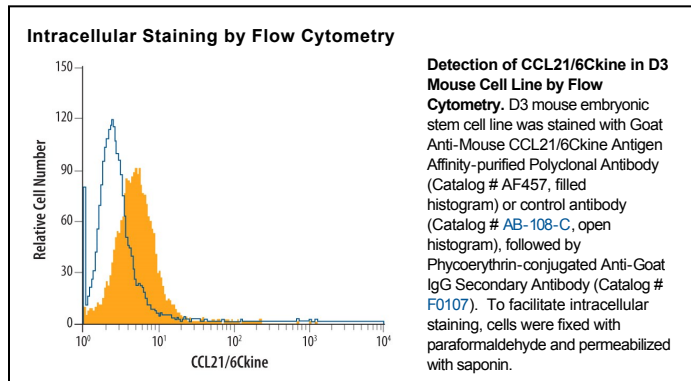 Intracellular Staining by Flow Cytometry
150
120
90
60
30
0
Relative Cell Number
10⁰
10¹
10²
10³
10⁴
CCL21/6Ckine
Detection of CCL21/6Ckine in D3
Mouse Cell Line by Flow
Cytometry. D3 mouse embryonic
stem cell line was stained with Goat
Anti-Mouse CCL21/6Ckine Antigen
Affinity-purified Polyclonal Antibody
(Catalog # AF457, filled
histogram) or control antibody
(Catalog # AB-108-C, open
histogram), followed by
Phycoerythrin-conjugated Anti-Goat
IgG Secondary Antibody (Catalog #
F0107). To facilitate intracellular
staining, cells were fixed with
paraformaldehyde and permeabilized
with saponin.